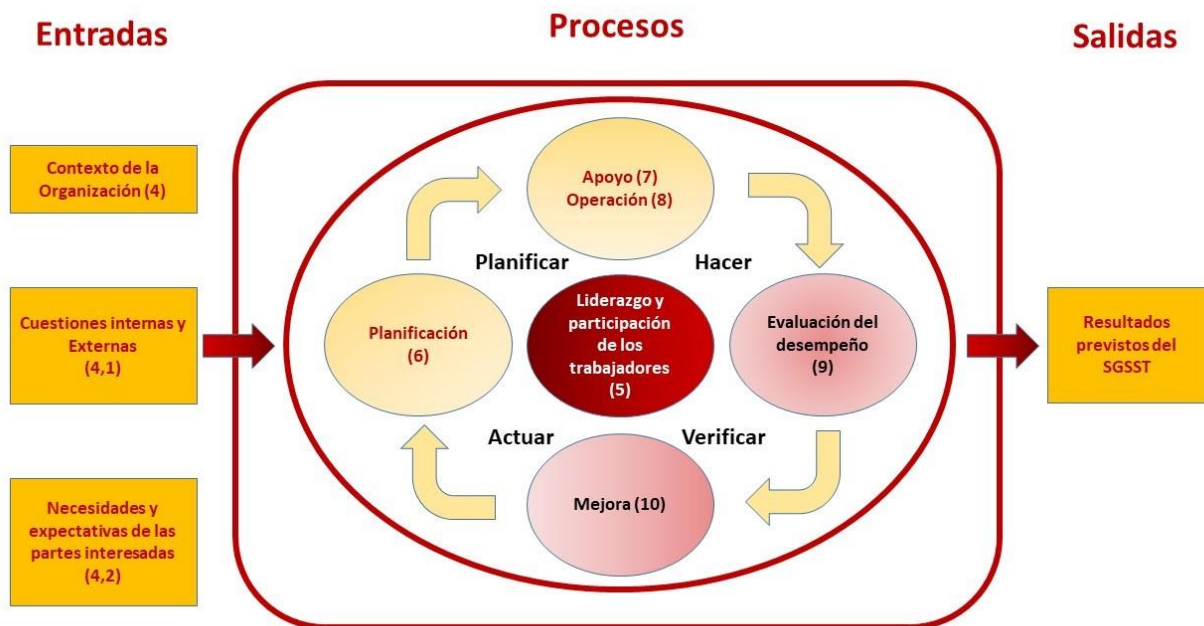 Entradas
Procesos
Salidas
Contexto de la
Organización (4)
Cuestiones internas y
Externas
(4,1)
Necesidades y
expectativas de las
partes interesadas
(4,2)
Apoyo (7)
Operación (8)
Planificar
Hacer
Planificación
(6)
Liderazgo y
participación
de los
trabajadores
(5)
Evaluación del
desempeño
(9)
Actuar
Verificar
Mejora (10)
Resultados
previstos del
SGSST